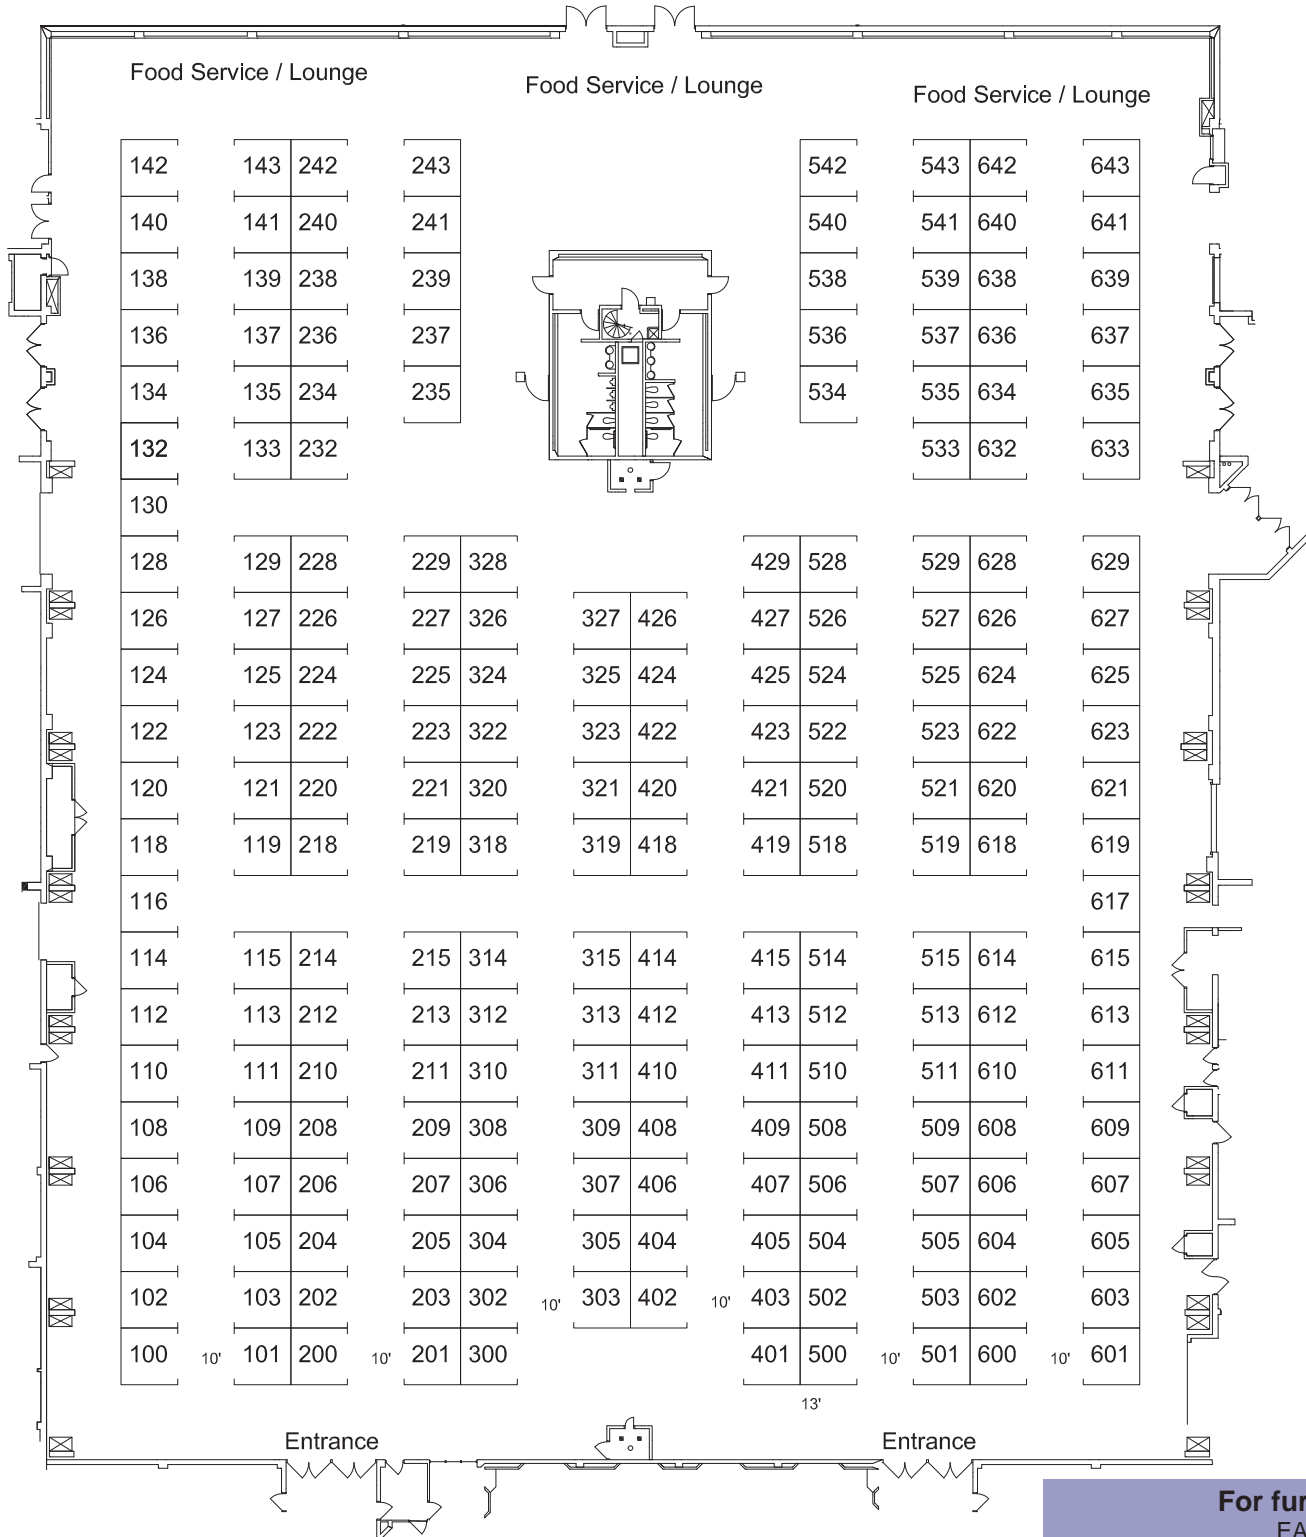 Food Service / Lounge
Food Service / Lounge
Food Service / Lounge
142 143 242 243 542 543 642 643
140 141 240 241 540 541 640 641
138 139 238 239 538 539 638 639
136 137 236 237 536 537 636 637
134 135 234 235 534 535 634 635
132 133 232 533 632 633
130
128 129 228 229 328 429 528 529 628 629
126 127 226 227 326 327 426 427 526 527 626 627
124 125 224 225 324 325 424 425 524 525 624 625
122 123 222 223 322 323 422 423 522 523 622 623
120 121 220 221 320 321 420 421 520 521 620 621
118 119 218 219 318 319 418 419 518 519 618 619
116 617
114 115 214 215 314 315 414 415 514 515 614 615
112 113 212 213 312 313 412 413 512 513 612 613
110 111 210 211 310 311 410 411 510 511 610 611
108 109 208 209 308 309 408 409 508 509 608 609
106 107 206 207 306 307 406 407 506 507 606 607
104 105 204 205 304 305 404 405 504 505 604 605
102 103 202 203 302 10' 303 402 10' 403 502 503 602 603
100 10' 101 200 10' 201 300 401 500 10' 501 600 10' 601
13'
Entrance Entrance
For fur
EA